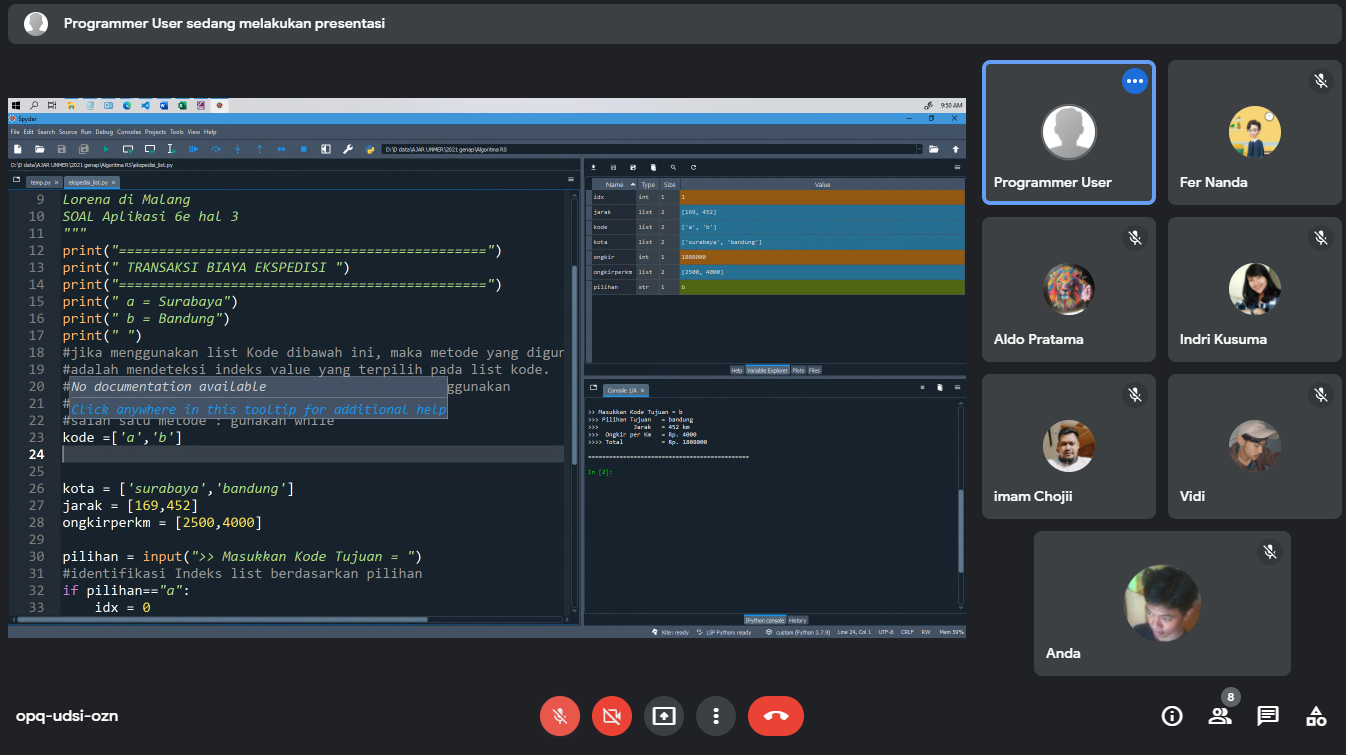 Programmer User sedang melakukan presentasi
9:50 AM
Spyder
File Edit Search Source Run Debug Consoles Projects Tools View Help
D:\D data\AJAR UNMER\2021 genap\Algoritma RS
D:\D data\AJAR UNMER\2021 genap\Algoritma RS\ekspedisi_list.py
temp.py × ekspedisi_list.py ×
9 Lorena di Malang
10 SOAL Aplikasi 6e hal 3
11 """
12 print("==============================================")
13 print(" TRANSAKSI BIAYA EKSPEDISI ")
14 print("==============================================")
15 print(" a = Surabaya")
16 print(" b = Bandung")
17 print(" ")
18 #jika menggunakan list Kode dibawah ini, maka metode yang digur
19 #adalah mendeteksi indeks value yang terpilih pada list kode.
20 # ggunakan
No documentation available
21 #
Click anywhere in this tooltip for additional help
22 #salah satu metode : gunakan while
23 kode =['a','b']
24
25
26 kota = ['surabaya','bandung']
27 jarak = [169,452]
28 ongkirperkm = [2500,4000]
29
30 pilihan = input(">> Masukkan Kode Tujuan = ")
31 #identifikasi Indeks list berdasarkan pilihan
32 if pilihan=="a":
33 idx = 0
Name Type Size Value
idx int 1 1
jarak list 2 [169, 452]
kode list 2 ['a', 'b']
kota list 2 ['surabaya', 'bandung']
ongkir int 1 1808000
ongkirperkm list 2 [2500, 4000]
pilihan str 1 b
Help Variable Explorer Plots Files
Console 1/A ×
>> Masukkan Kode Tujuan = b
>>> Pilihan Tujuan = bandung
>>> Jarak = 452 km
>>> Ongkir per Km = Rp. 4000
>>>> Total = Rp. 1808000
==============================================
In [2]:
IPython console History
Kite: ready LSP Python: ready custom (Python 3.7.9) Line 24, Col 1 UTF-8 CRLF RW Mem 59%
Programmer User
Fer Nanda
Aldo Pratama
Indri Kusuma
imam Chojii
Vidi
Anda
opq-udsi-ozn
8